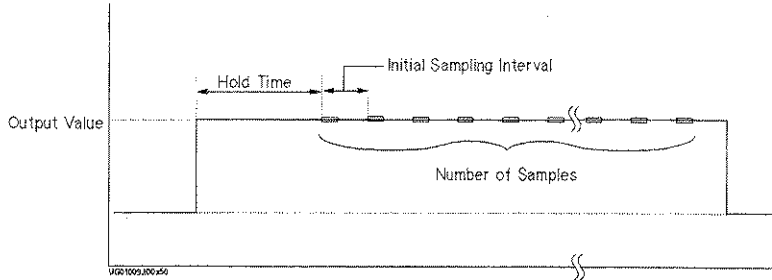 Initial Sampling Interval
Hold Time
Output Value
Number of Samples